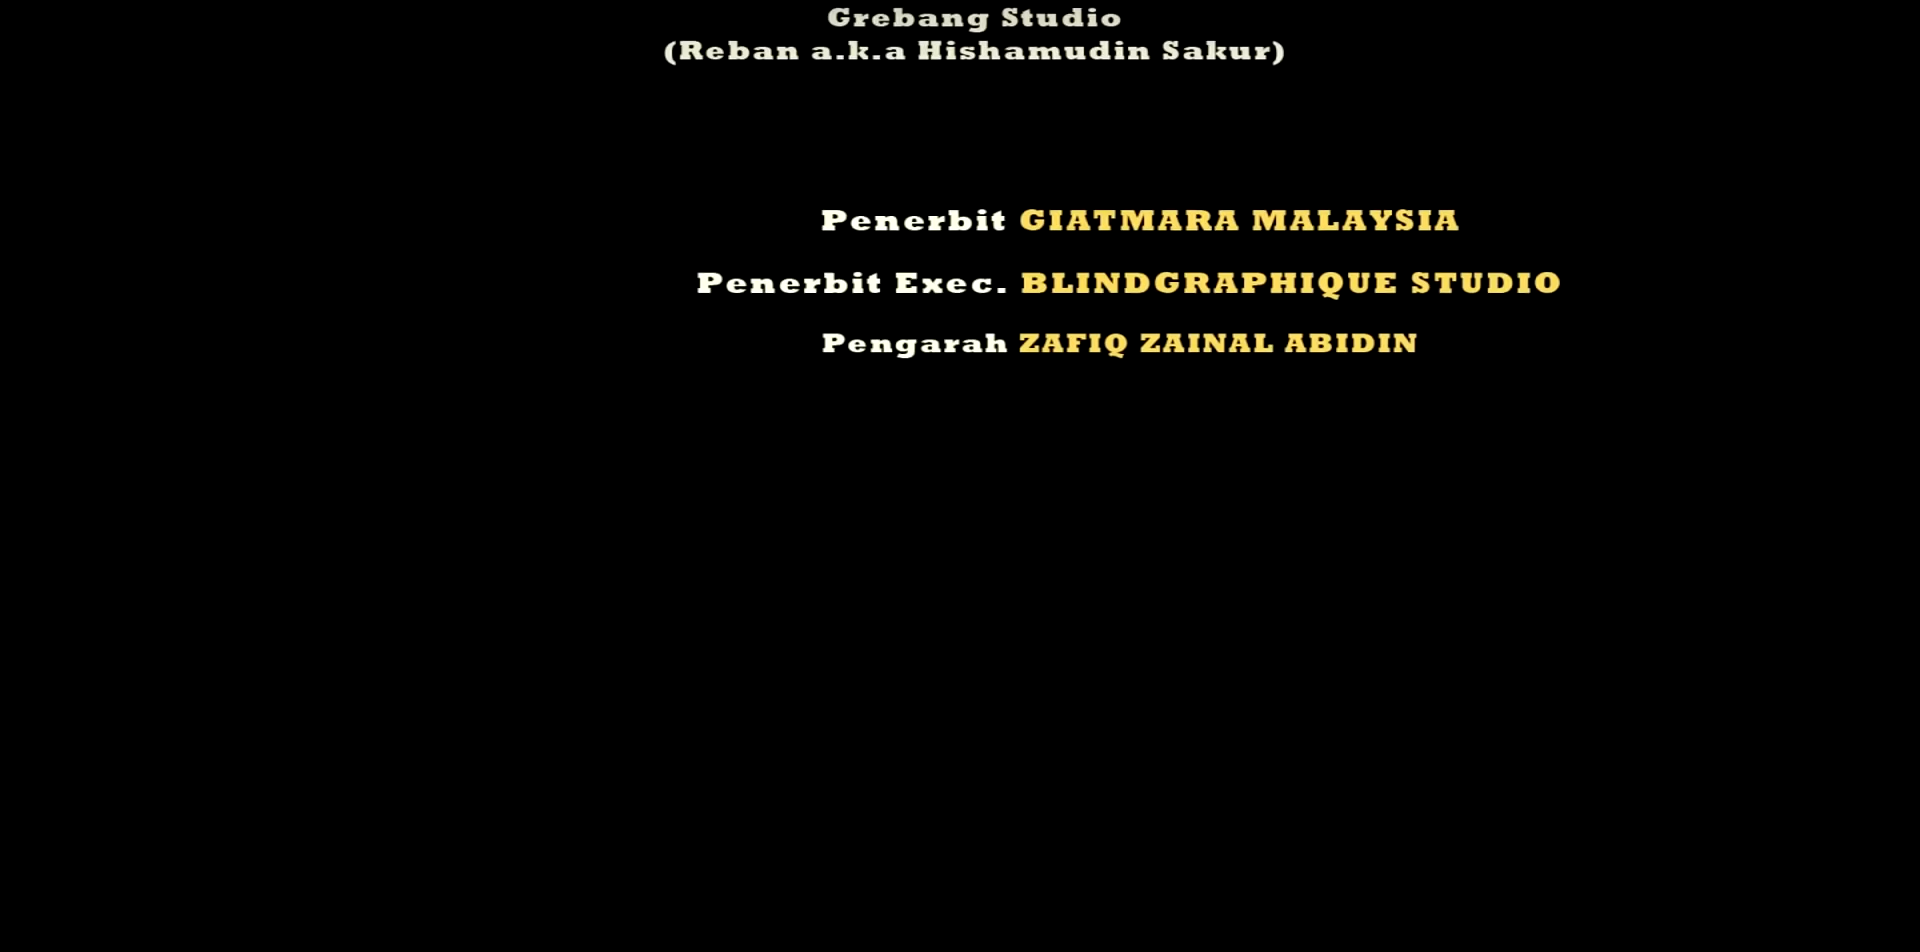 Grebang Studio
(Reban a.k.a Hishamudin Sakur)
Penerbit GIATMARA MALAYSIA
Penerbit Exec. BLINDGRAPHIQUE STUDIO
Pengarah ZAFIQ ZAINAL ABIDIN